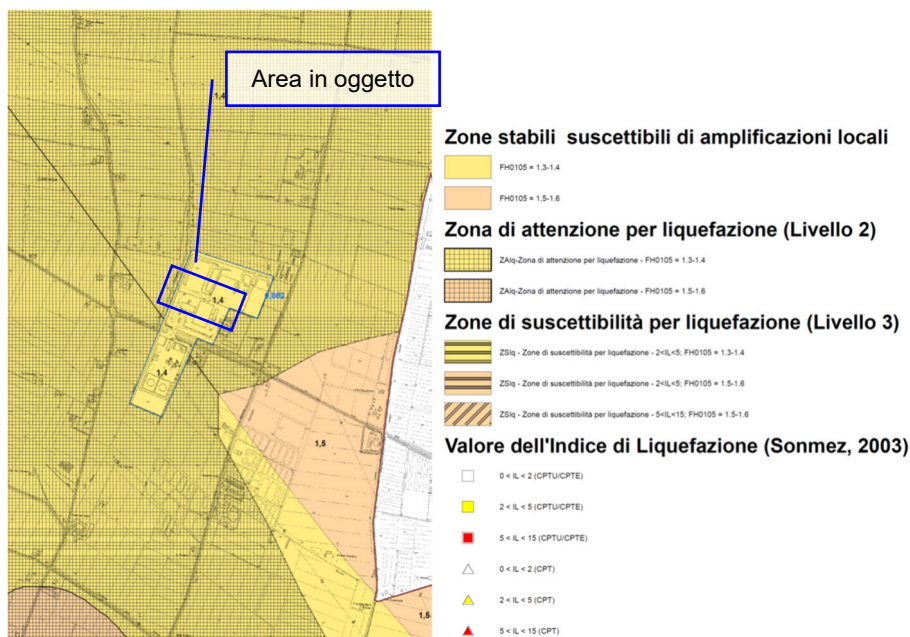 Area in oggetto
1,4
0,002
1,4
1,4
1,5
1,5
Zone stabili suscettibili di amplificazioni locali
FH0105 = 1.3-1.4
FH0105 = 1,5-1.6
Zona di attenzione per liquefazione (Livello 2)
ZAlq-Zona di attenzione per liquefazione - FH0105 = 1.3-1.4
ZAlq-Zona di attenzione per liquefazione - FH0105 = 1.5-1.6
Zone di suscettibilità per liquefazione (Livello 3)
ZSlq - Zone di suscettibilità per liquefazione - 2<IL<5; FH0105 = 1.3-1.4
ZSlq - Zone di suscettibilità per liquefazione - 2<IL<5; FH0105 = 1.5-1.6
ZSlq - Zone di suscettibilità per liquefazione - 5<IL<15; FH0105 = 1.5-1.6
Valore dell'Indice di Liquefazione (Sonmez, 2003)
0 < IL < 2 (CPTU/CPTE)
2 < IL < 5 (CPTU/CPTE)
5 < IL < 15 (CPTU/CPTE)
0 < IL < 2 (CPT)
2 < IL < 5 (CPT)
5 < IL < 15 (CPT)